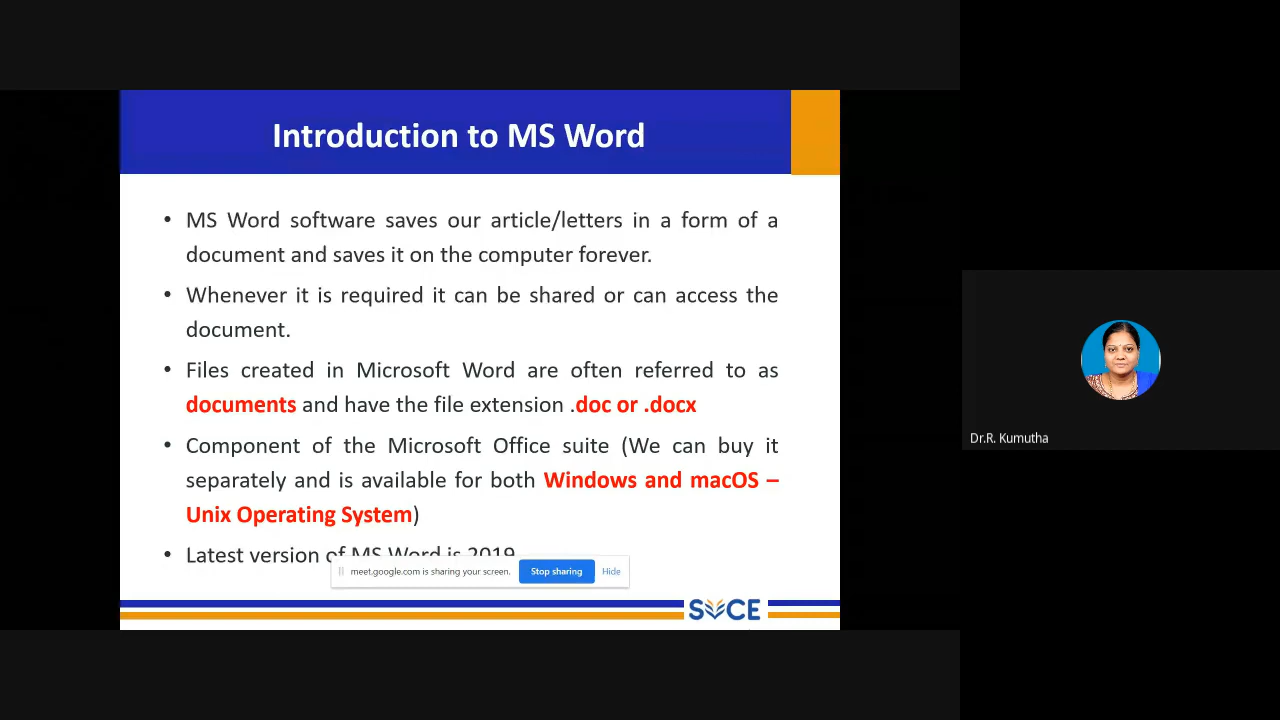 Introduction to MS Word
• MS Word software saves our article/letters in a form of a
document and saves it on the computer forever.
• Whenever it is required it can be shared or can access the
document.
• Files created in Microsoft Word are often referred to as
documents and have the file extension .doc or .docx
• Component of the Microsoft Office suite (We can buy it
separately and is available for both Windows and macOS –
Unix Operating System)
• Latest version of MS Word is 2019
meet.google.com is sharing your screen. Stop sharing Hide
SVCE
Dr.R. Kumutha